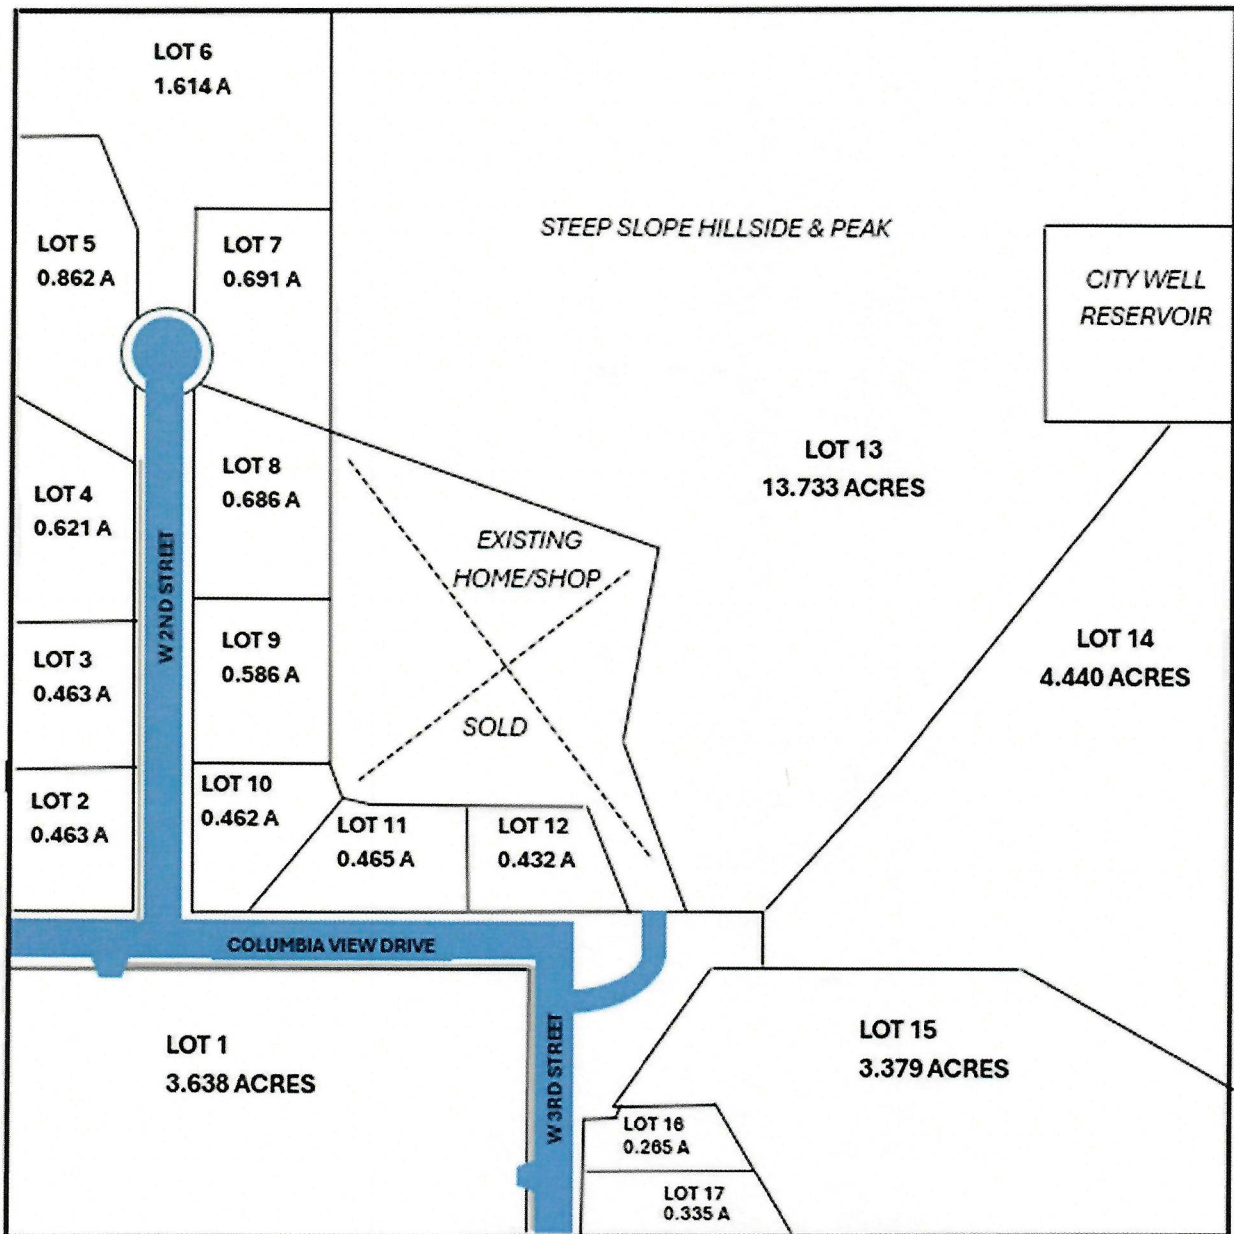 LOT 6
1.614 A
LOT 5
0.862 A
LOT 7
0.691 A
STEEP SLOPE HILLSIDE & PEAK
CITY WELL
RESERVOIR
LOT 4
0.621 A
LOT 8
0.686 A
LOT 13
13.733 ACRES
EXISTING
HOME/SHOP
W 2ND STREET
LOT 3
0.463 A
LOT 9
0.586 A
LOT 14
4.440 ACRES
SOLD
LOT 2
0.463 A
LOT 10
0.462 A
LOT 11
0.465 A
LOT 12
0.432 A
COLUMBIA VIEW DRIVE
LOT 1
3.638 ACRES
W 3RD STREET
LOT 15
3.379 ACRES
LOT 16
0.265 A
LOT 17
0.335 A